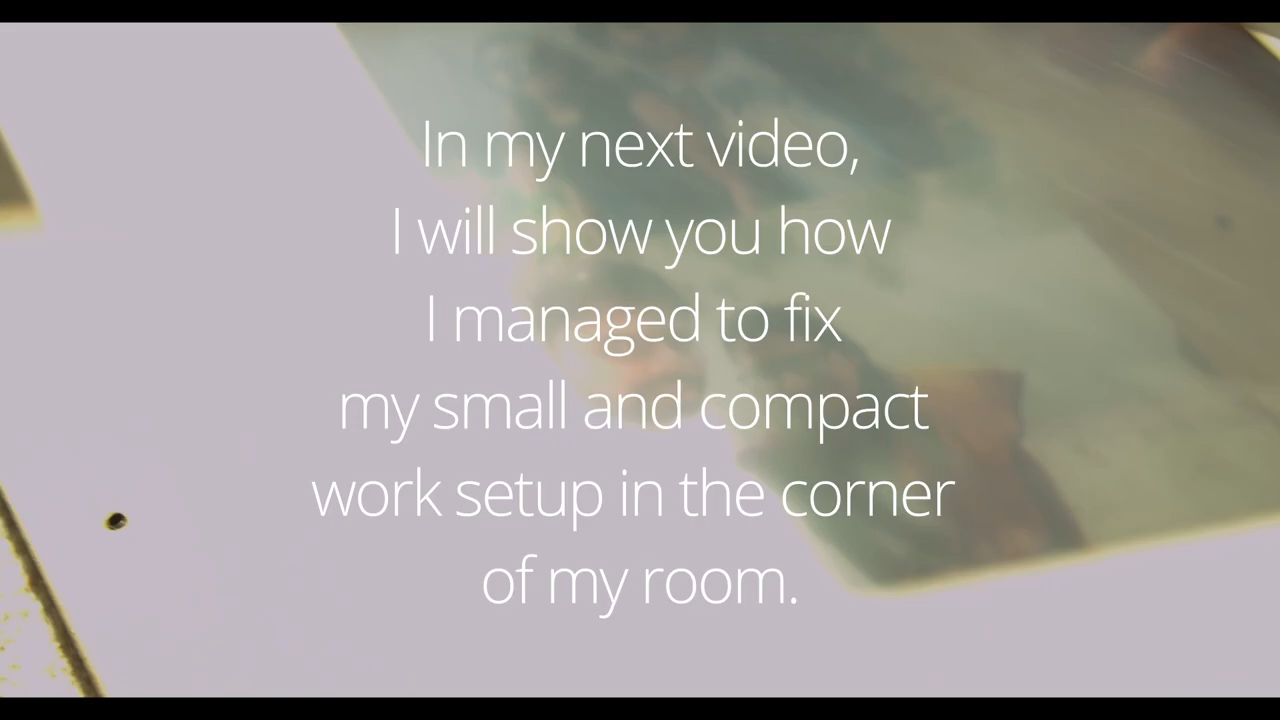 In my next video,
I will show you how
I managed to fix
my small and compact
work setup in the corner
of my room.